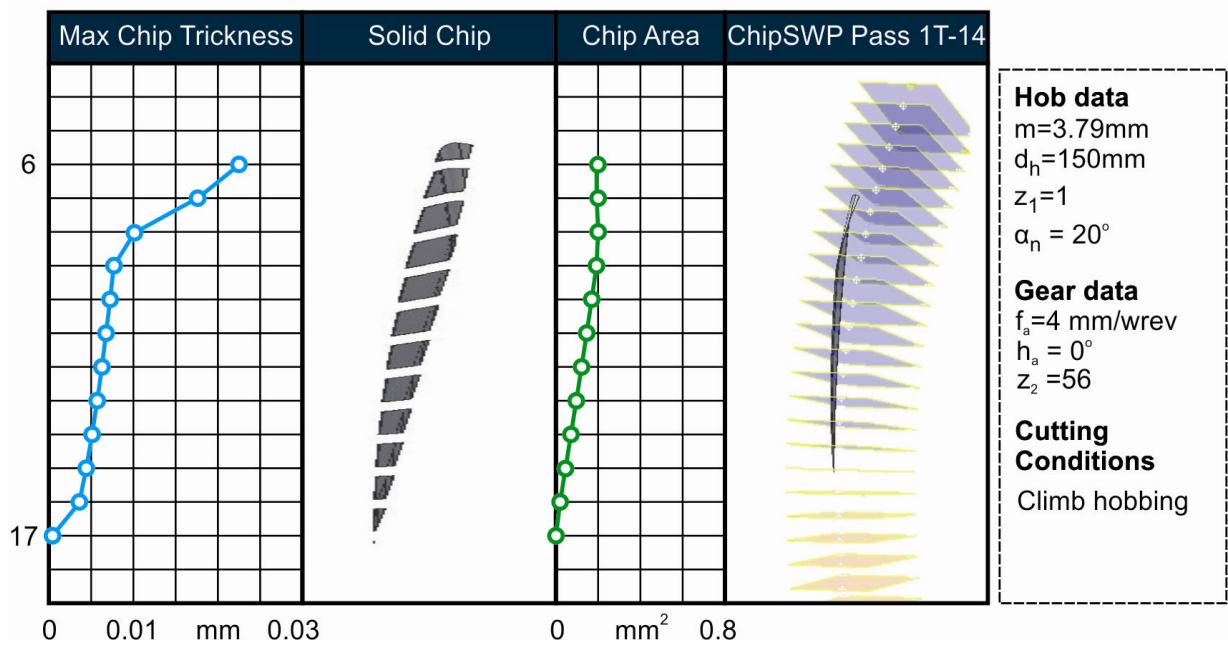 Max Chip Trickness
Solid Chip
Chip Area
ChipSWP Pass 1T-14
6
17
0 0.01 mm 0.03
0 mm² 0.8
Hob data
m=3.79mm
dₕ=150mm
z₁=1
αₙ = 20°
Gear data
fₐ=4 mm/wrev
hₐ = 0°
z₂ =56
Cutting
Conditions
Climb hobbing